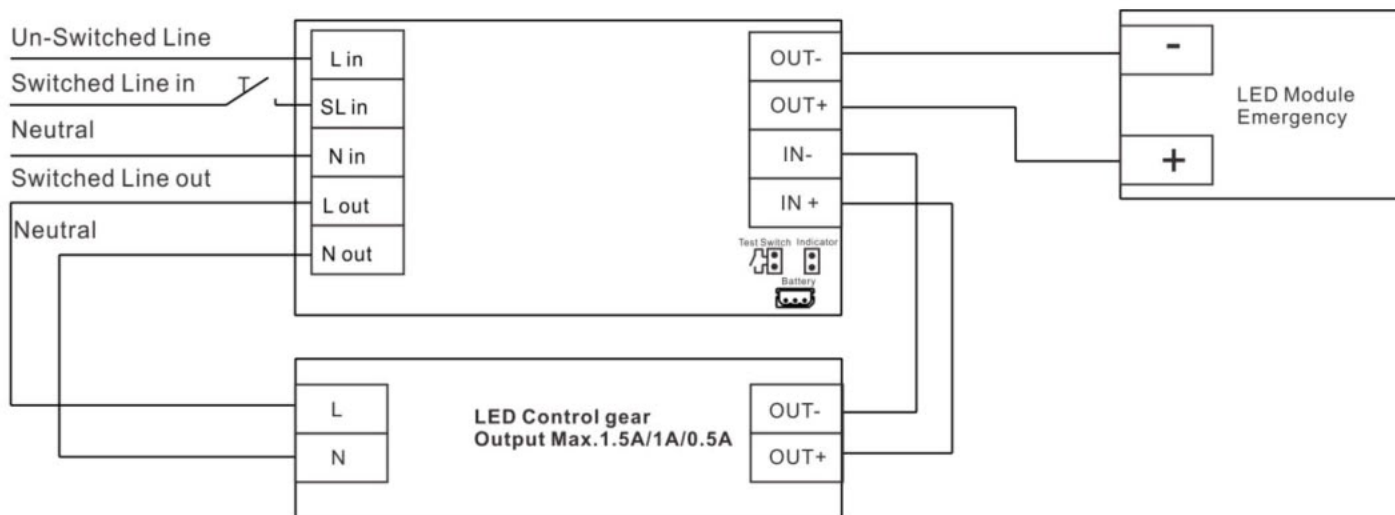 Un-Switched Line
Switched Line in
Neutral
Switched Line out
Neutral
L in
SL in
N in
L out
N out
OUT-
OUT+
IN-
IN +
Test Switch
Indicator
Battery
-
+
LED Module
Emergency
L
N
LED Control gear
Output Max.1.5A/1A/0.5A
OUT-
OUT+